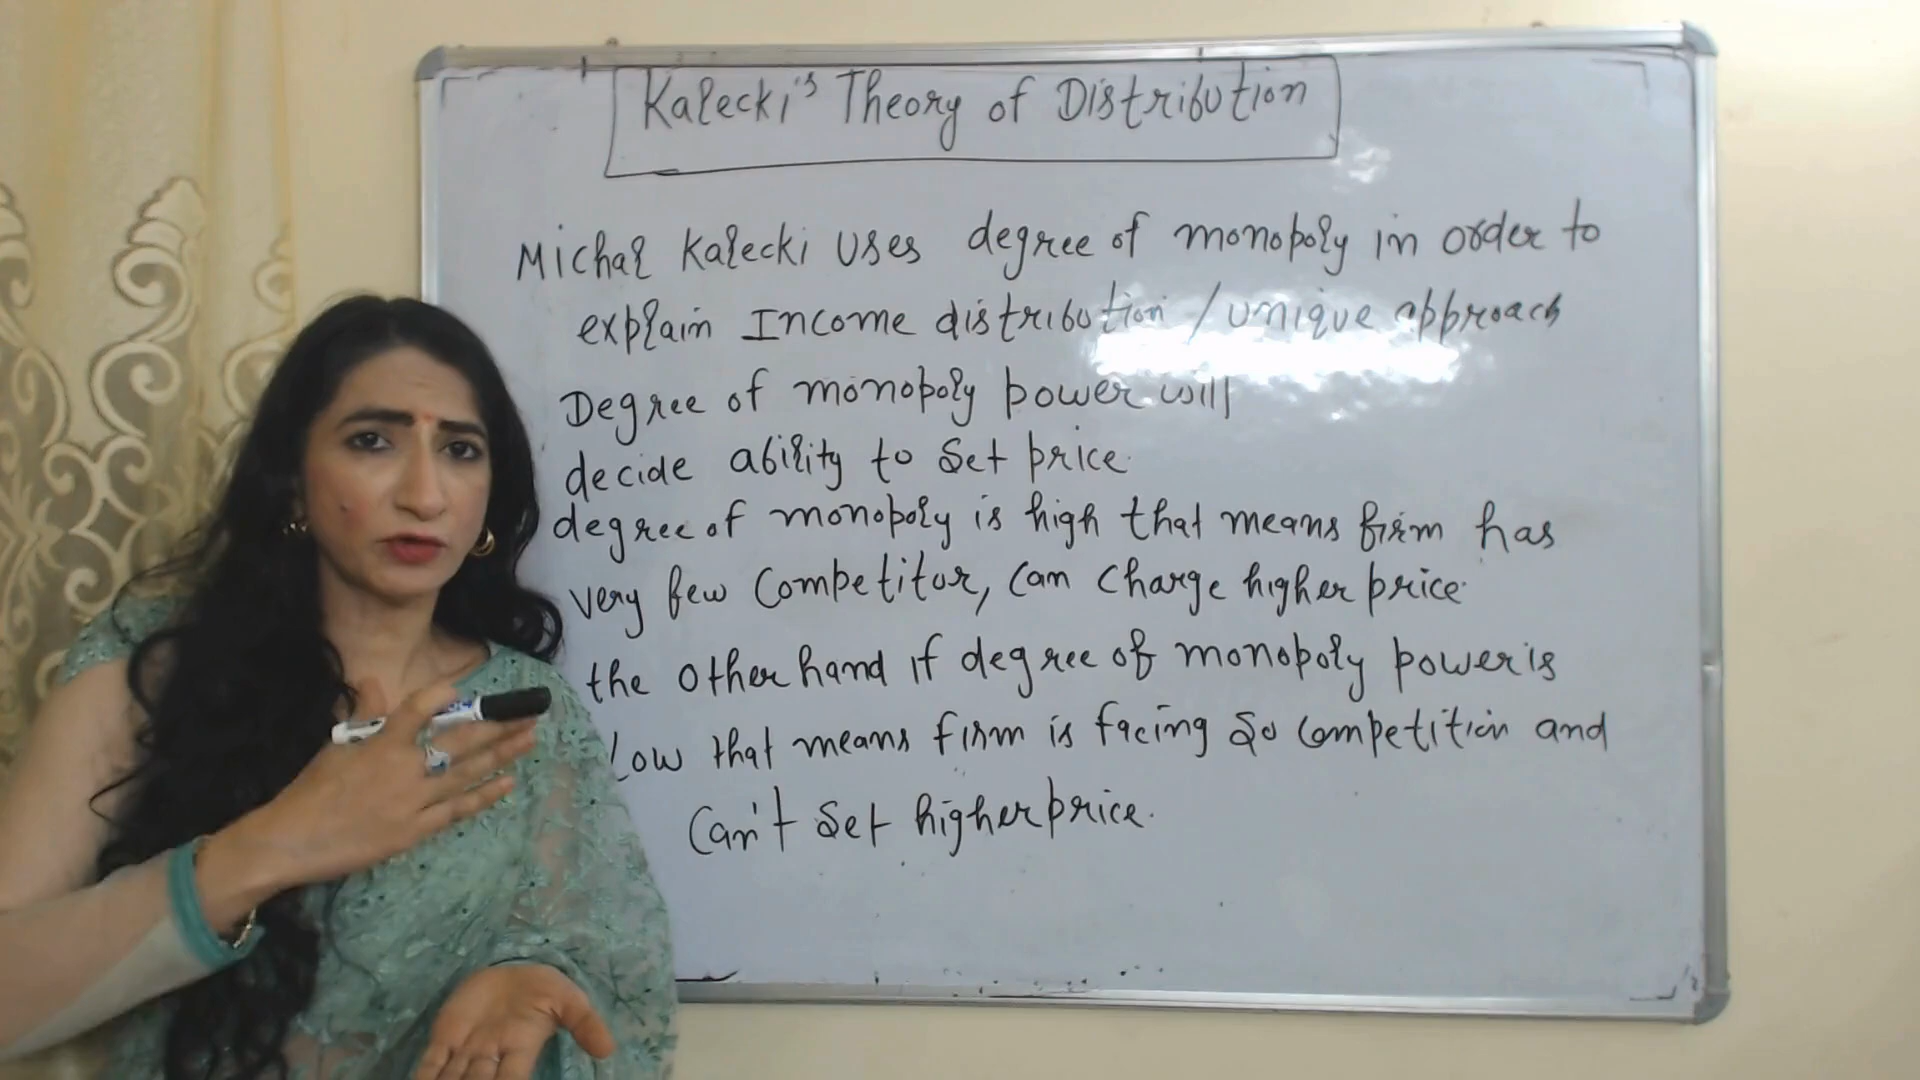 Kalecki's Theory of Distribution
Michal Kalecki uses degree of monopoly in order to
explain Income distribution / unique approach
Degree of monopoly power will
decide ability to set price.
degree of monopoly is high that means firm has
very few Competitor, Can Charge higher price.
the other hand if degree of monopoly power is
Low that means firm is facing so Competition and
Can't set higher price.